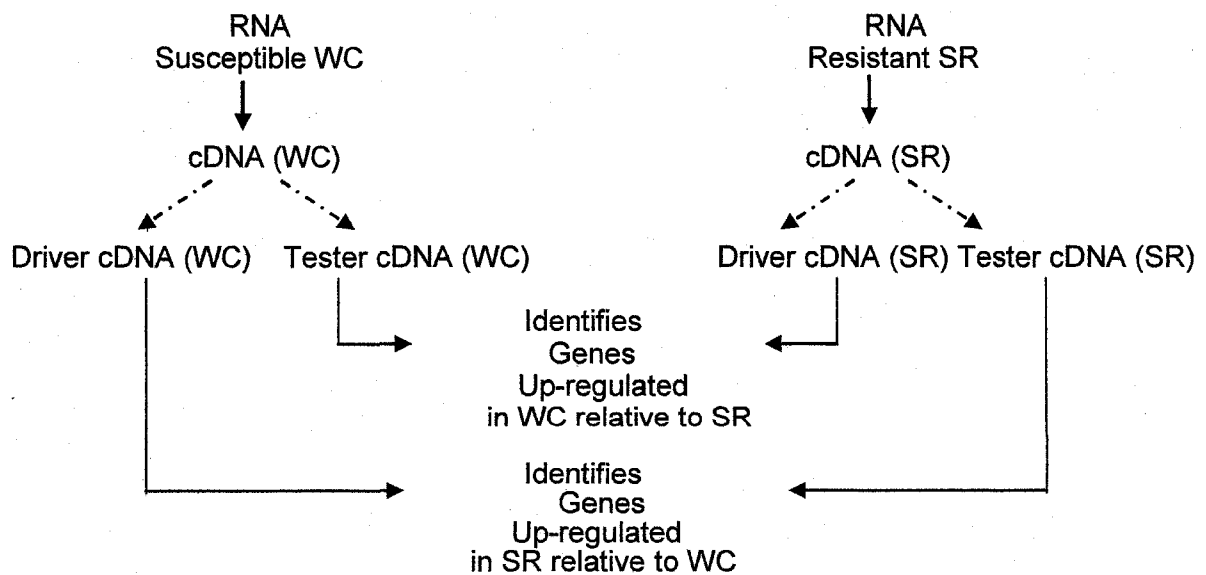 RNA
Susceptible WC
RNA
Resistant SR
cDNA (WC)
cDNA (SR)
Driver cDNA (WC)
Tester cDNA (WC)
Driver cDNA (SR)
Tester cDNA (SR)
Identifies
Genes
Up-regulated
in WC relative to SR
Identifies
Genes
Up-regulated
in SR relative to WC